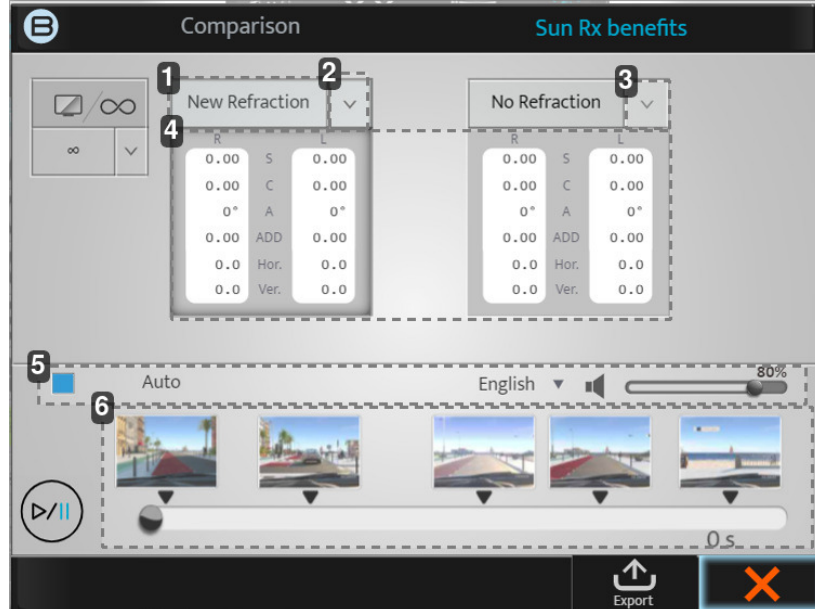 B Comparison Sun Rx benefits
1 2 3
/∞ New Refraction No Refraction
∞
4
R L R L
0.00 S 0.00 0.00 S 0.00
0.00 C 0.00 0.00 C 0.00
0° A 0° 0° A 0°
0.00 ADD 0.00 0.00 ADD 0.00
0.0 Hor. 0.0 0.0 Hor. 0.0
0.0 Ver. 0.0 0.0 Ver. 0.0
5 80%
Auto English
6
0 s
Export